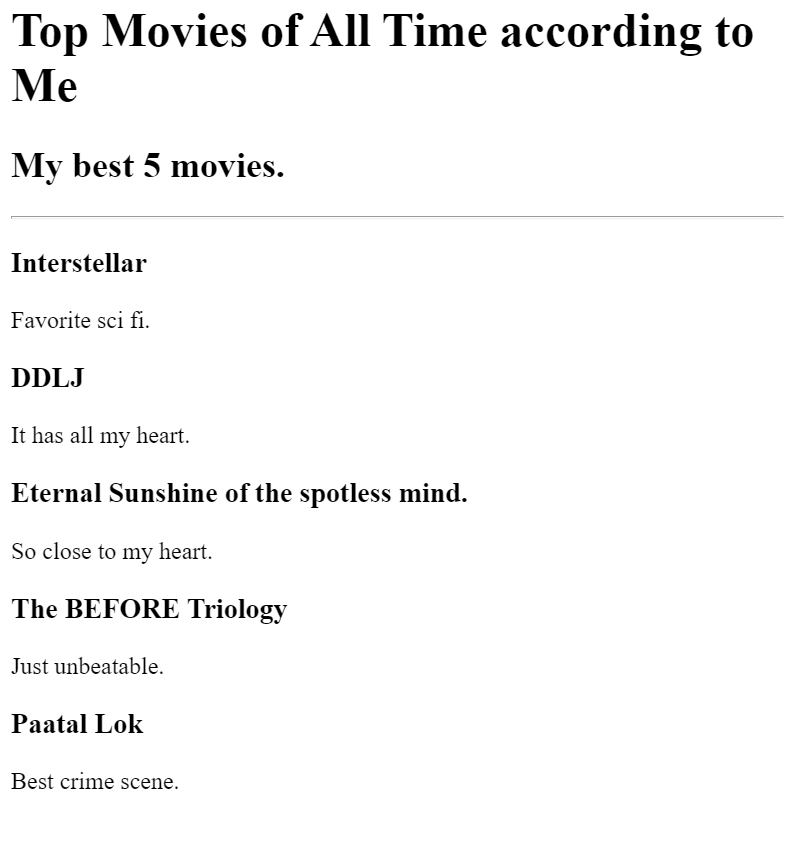 Top Movies of All Time according to
Me
My best 5 movies.
Interstellar
Favorite sci fi.
DDLJ
It has all my heart.
Eternal Sunshine of the spotless mind.
So close to my heart.
The BEFORE Triology
Just unbeatable.
Paatal Lok
Best crime scene.